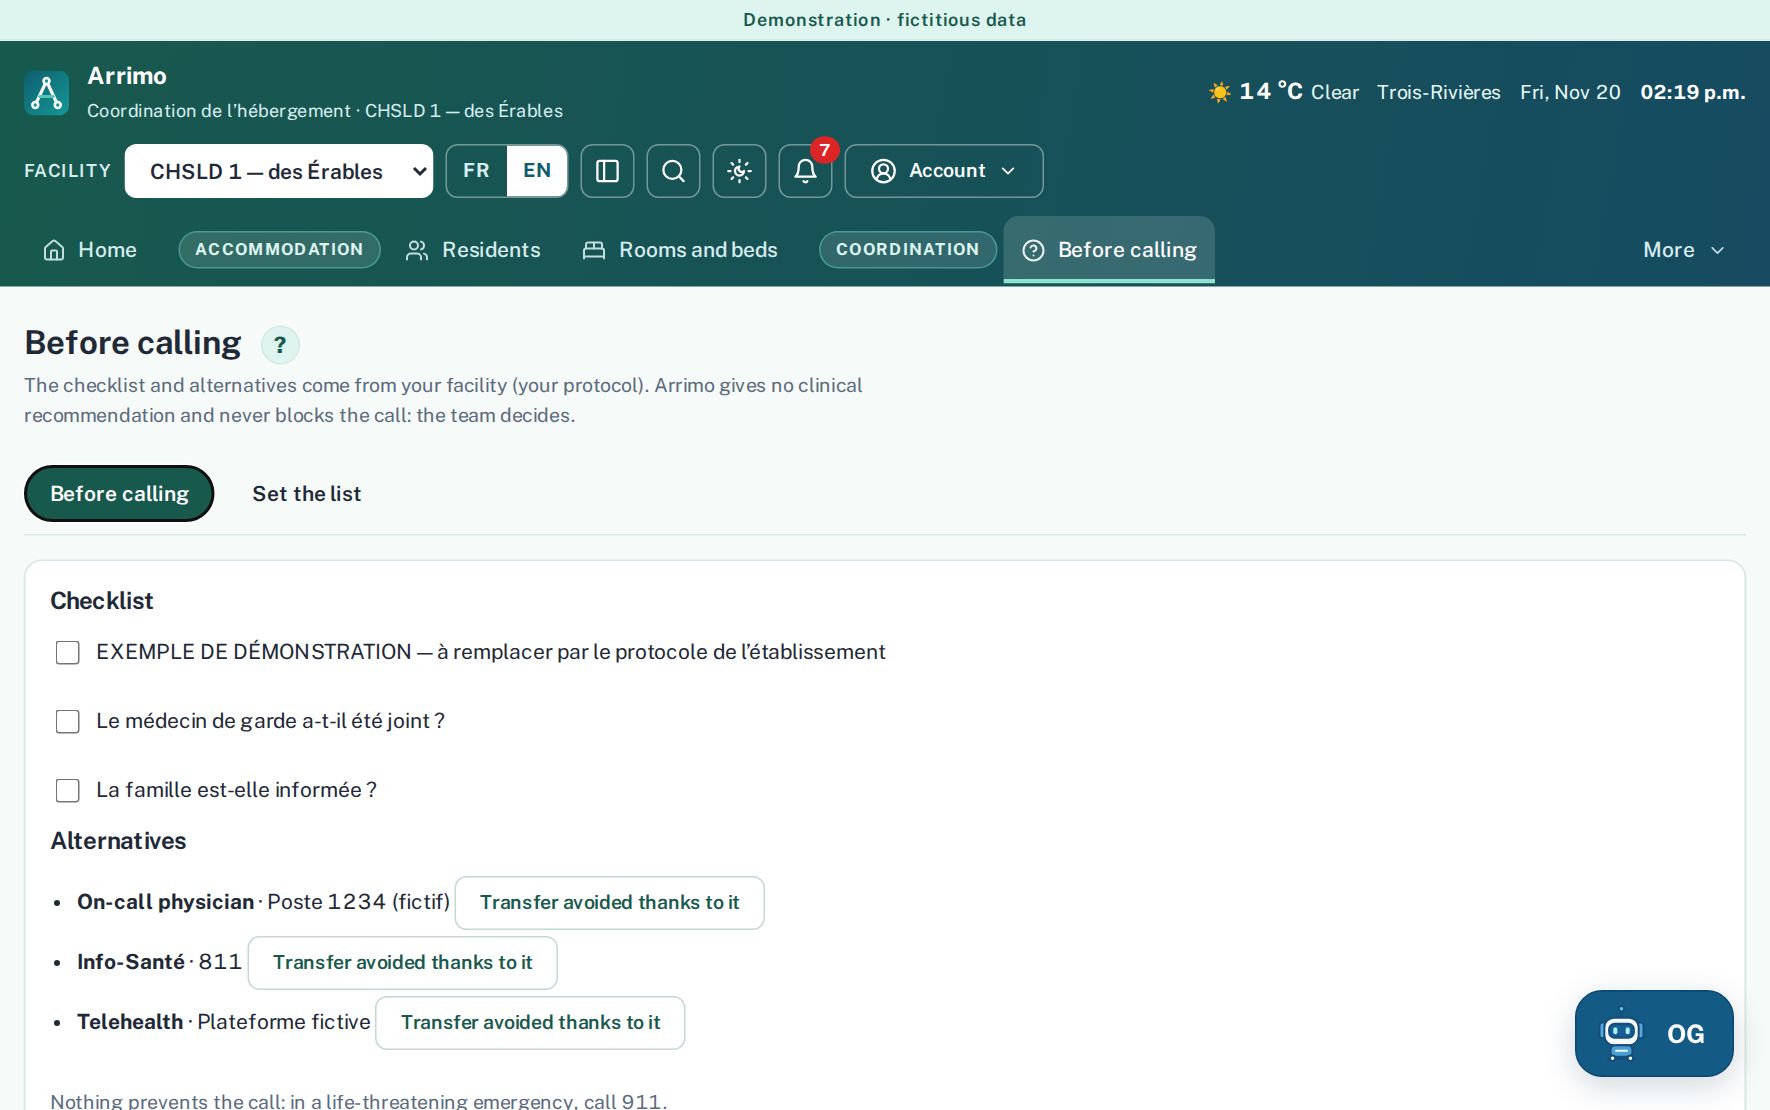 Demonstration · fictitious data
Arrimo
Coordination de l'hébergement · CHSLD 1 — des Érables
14 °C Clear Trois-Rivières Fri, Nov 20 02:19 p.m.
FACILITY CHSLD 1 — des Érables FR EN 7 Account
Home ACCOMMODATION Residents Rooms and beds COORDINATION Before calling More
Before calling ?
The checklist and alternatives come from your facility (your protocol). Arrimo gives no clinical
recommendation and never blocks the call: the team decides.
Before calling Set the list
Checklist
EXEMPLE DE DÉMONSTRATION — à remplacer par le protocole de l'établissement
Le médecin de garde a-t-il été joint ?
La famille est-elle informée ?
Alternatives
• On-call physician · Poste 1234 (fictif) Transfer avoided thanks to it
• Info-Santé · 811 Transfer avoided thanks to it
• Telehealth · Plateforme fictive Transfer avoided thanks to it
OG
Nothing prevents the call: in a life-threatening emergency, call 911.